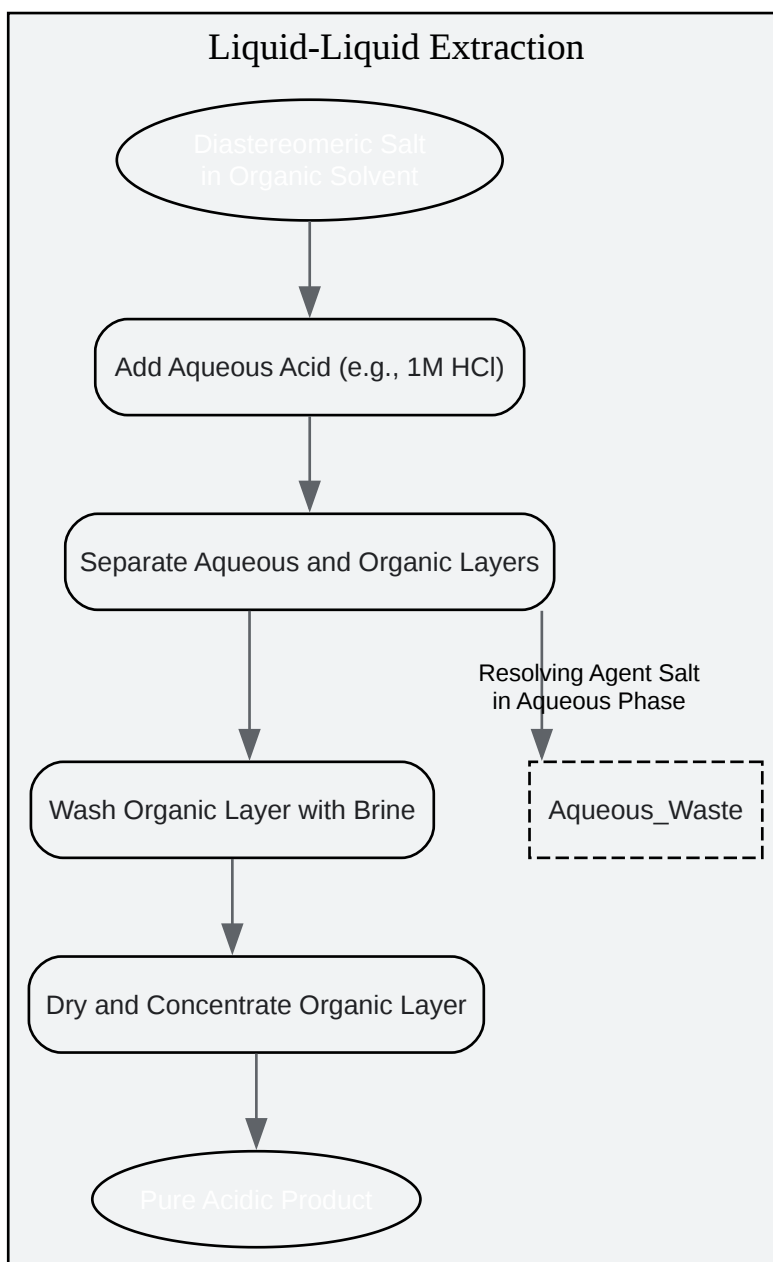 Liquid-Liquid Extraction
Diastereomeric Salt
in Organic Solvent
Add Aqueous Acid (e.g., 1M HCl)
Separate Aqueous and Organic Layers
Resolving Agent Salt
in Aqueous Phase
Wash Organic Layer with Brine
Aqueous_Waste
Dry and Concentrate Organic Layer
Pure Acidic Product